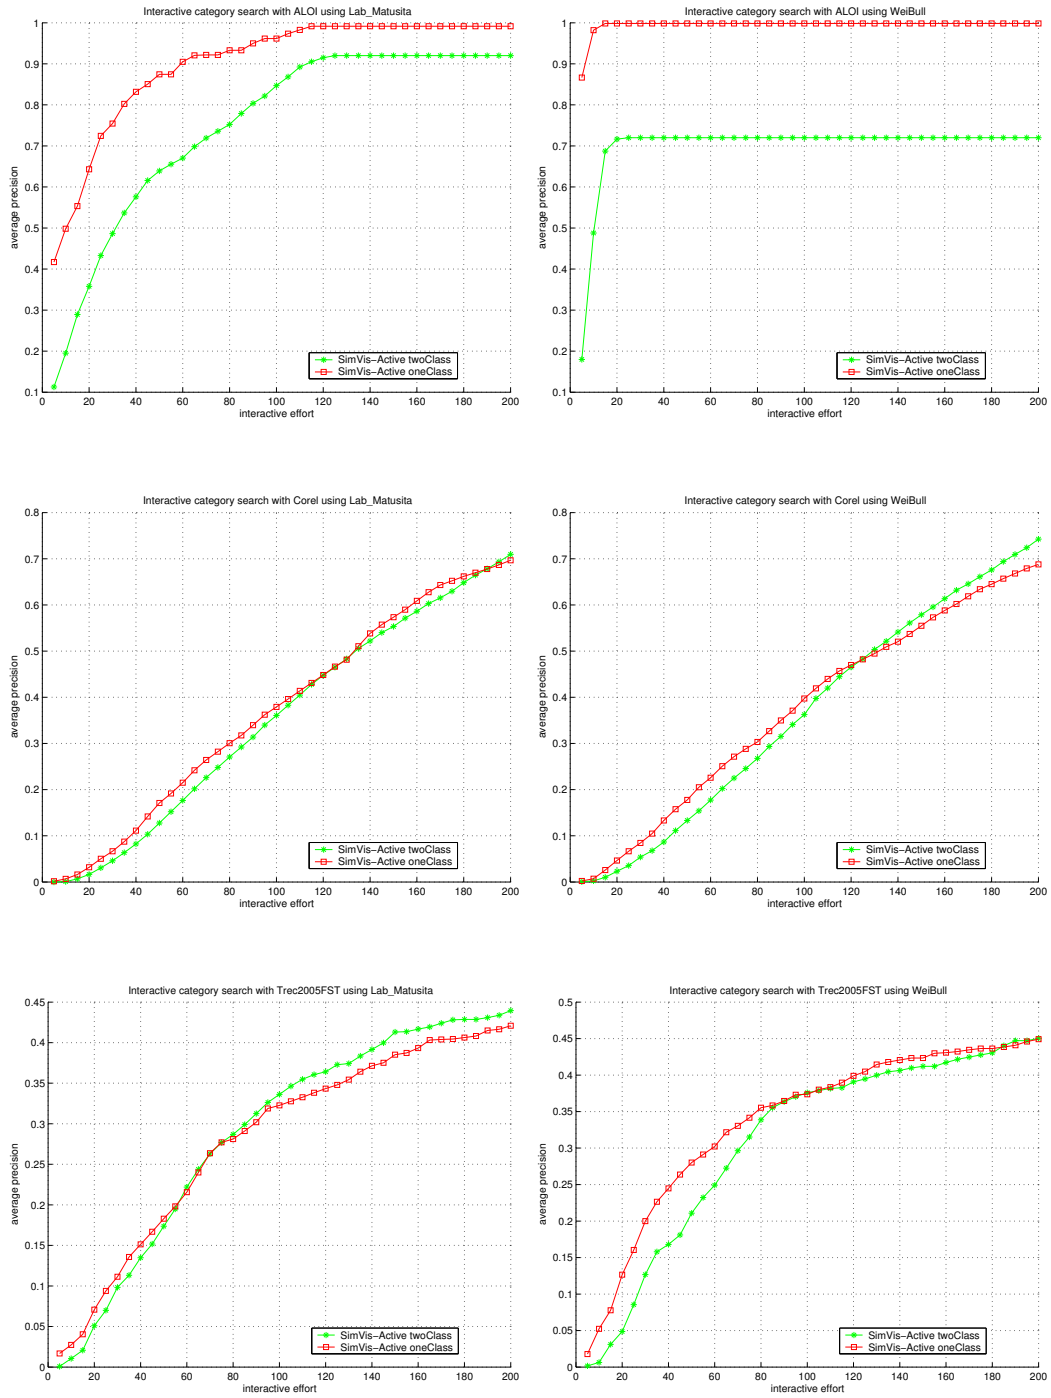 Interactive category search with ALOI using Lab_Matusita
1
0.9
0.8
0.7
0.6
0.5
0.4
0.3
0.2
0.1
average precision
0 20 40 60 80 100 120 140 160 180 200
interactive effort
SimVis-Active twoClass
SimVis-Active oneClass
Interactive category search with ALOI using WeiBull
1
0.9
0.8
0.7
0.6
0.5
0.4
0.3
0.2
0.1
average precision
0 20 40 60 80 100 120 140 160 180 200
interactive effort
SimVis-Active twoClass
SimVis-Active oneClass
Interactive category search with Corel using Lab_Matusita
0.8
0.7
0.6
0.5
0.4
0.3
0.2
0.1
0
average precision
0 20 40 60 80 100 120 140 160 180 200
interactive effort
SimVis-Active twoClass
SimVis-Active oneClass
Interactive category search with Corel using WeiBull
0.8
0.7
0.6
0.5
0.4
0.3
0.2
0.1
0
average precision
0 20 40 60 80 100 120 140 160 180 200
interactive effort
SimVis-Active twoClass
SimVis-Active oneClass
Interactive category search with Trec2005FST using Lab_Matusita
0.45
0.4
0.35
0.3
0.25
0.2
0.15
0.1
0.05
0
average precision
0 20 40 60 80 100 120 140 160 180 200
interactive effort
SimVis-Active twoClass
SimVis-Active oneClass
Interactive category search with Trec2005FST using WeiBull
0.5
0.45
0.4
0.35
0.3
0.25
0.2
0.15
0.1
0.05
0
average precision
0 20 40 60 80 100 120 140 160 180 200
interactive effort
SimVis-Active twoClass
SimVis-Active oneClass